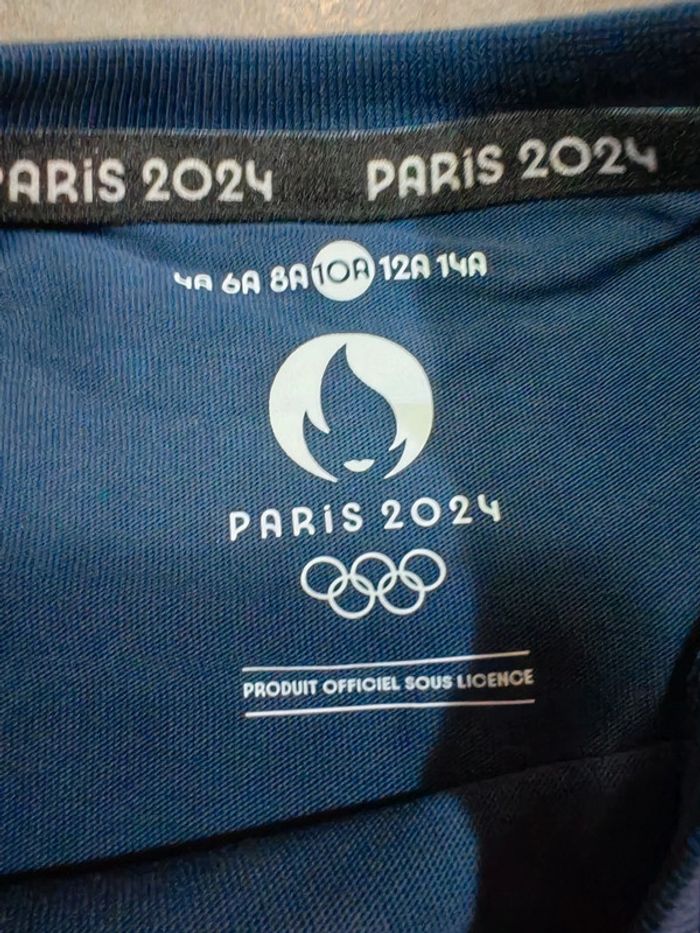 PARiS 2024 PARiS 2024
4A 6A 8A 10A 12A 14A
PARiS 2024
PRODUIT OFFICIEL SOUS LICENCE